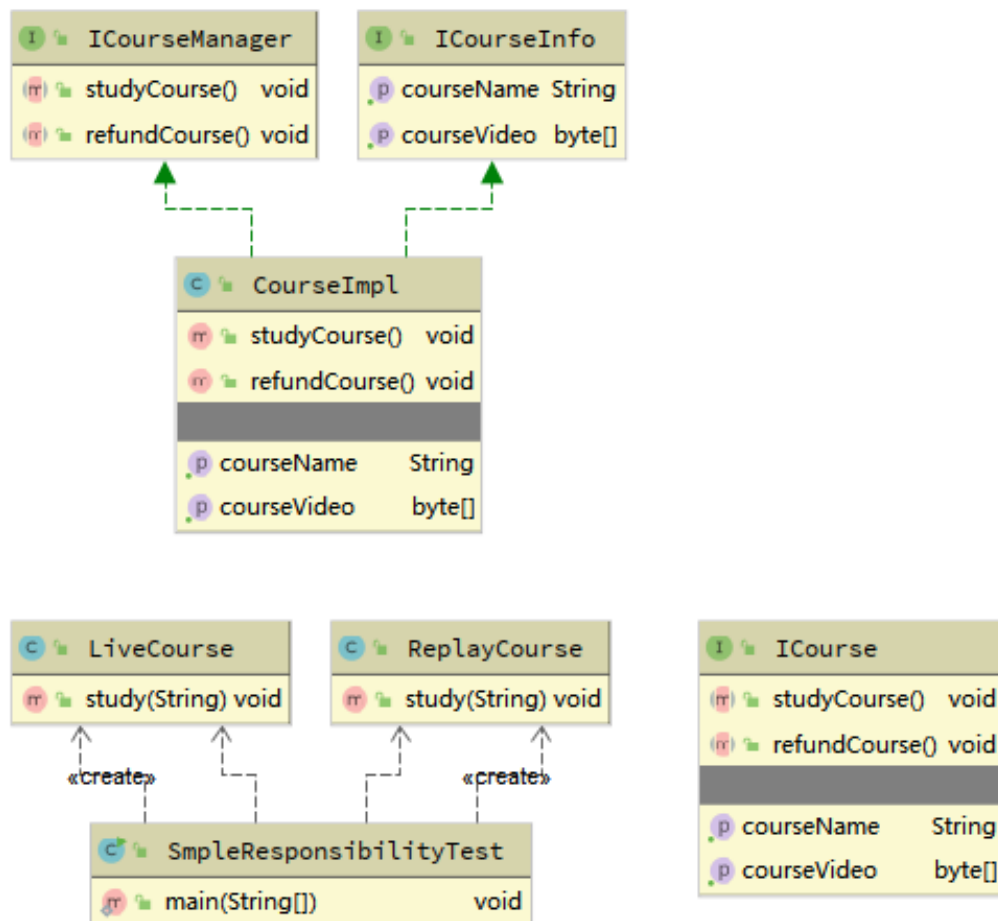 ICourseManager
studyCourse() void
refundCourse() void
ICourseInfo
courseName String
courseVideo byte[]
CourseImpl
studyCourse() void
refundCourse() void
courseName String
courseVideo byte[]
LiveCourse
study(String) void
ReplayCourse
study(String) void
«create»
«create»
SmpleResponsibilityTest
main(String[]) void
ICourse
studyCourse() void
refundCourse() void
courseName String
courseVideo byte[]